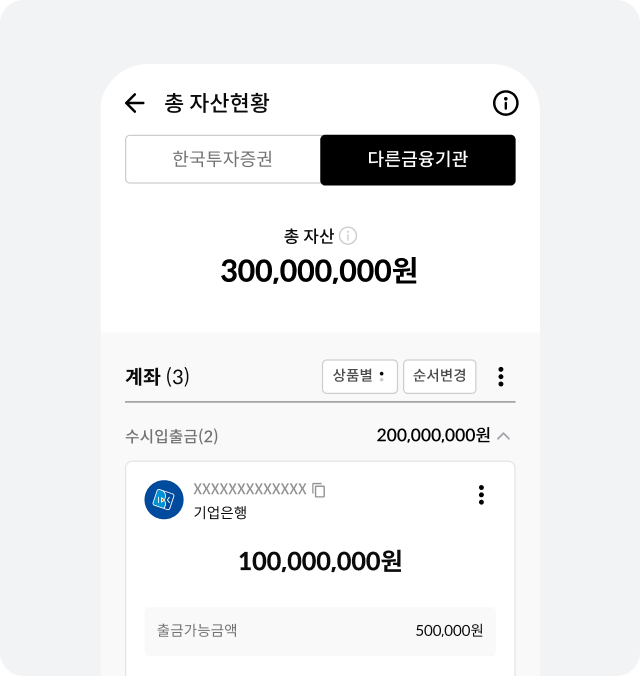 총 자산현황
한국투자증권 다른금융기관
총 자산
300,000,000원
계좌 (3) 상품별 순서변경
수시입출금(2) 200,000,000원
XXXXXXXXXXXXX
기업은행
100,000,000원
출금가능금액 500,000원